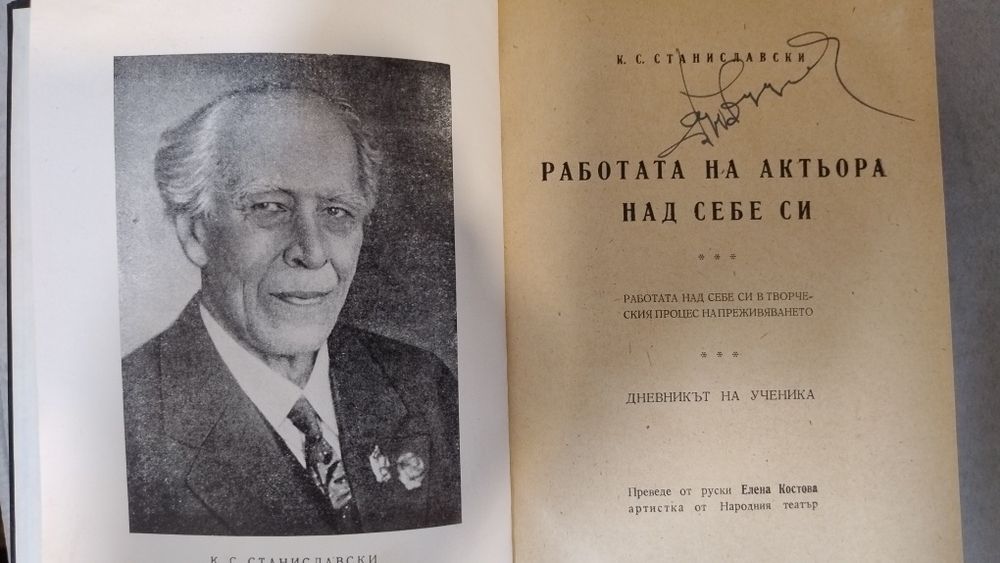 К. С. СТАНИСЛАВСКИ
К. С. СТАНИСЛАВСКИ
РАБОТАТА НА АКТЬОРА
НАД СЕБЕ СИ
* * *
РАБОТАТА НАД СЕБЕ СИ В ТВОРЧЕ-
СКИЯ ПРОЦЕС НА ПРЕЖИВЯВАНЕТО
* * *
ДНЕВНИКЪТ НА УЧЕНИКА
Преведе от руски Елена Костова
артистка от Народния театър